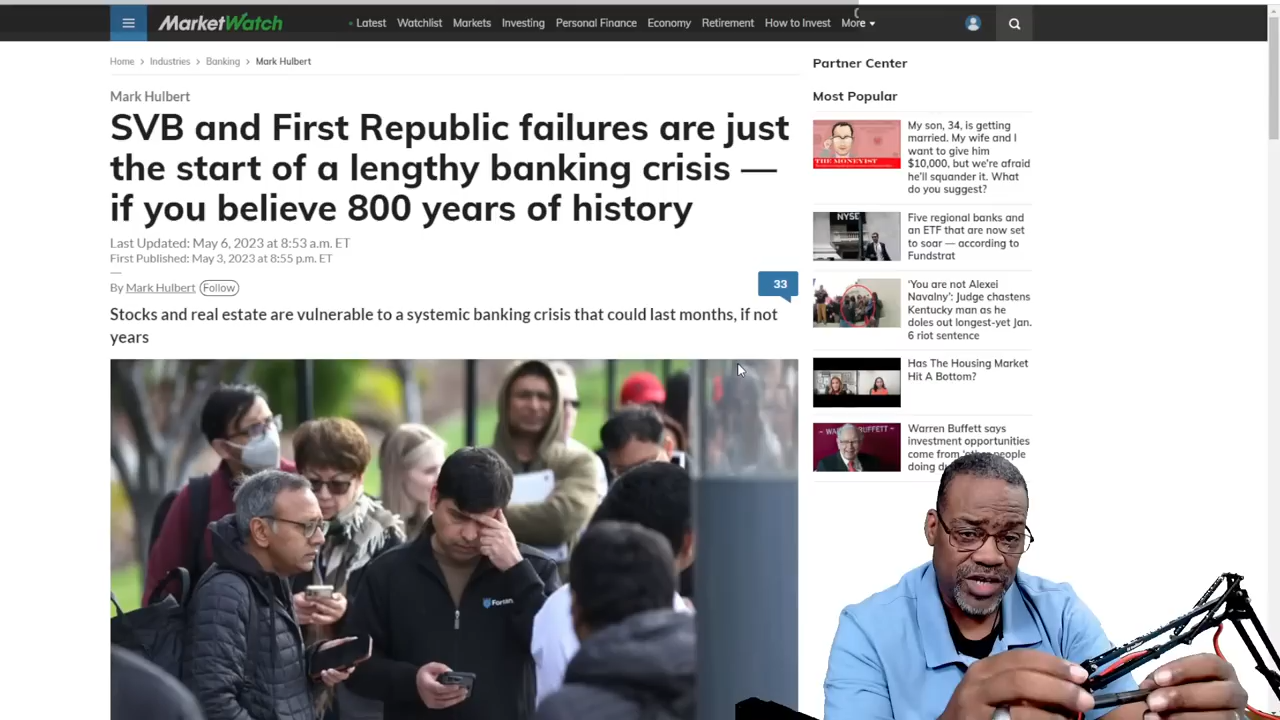 MarketWatch
Latest Watchlist Markets Investing Personal Finance Economy Retirement How to Invest More
Home > Industries > Banking > Mark Hulbert
Mark Hulbert
SVB and First Republic failures are just
the start of a lengthy banking crisis —
if you believe 800 years of history
Last Updated: May 6, 2023 at 8:53 a.m. ET
First Published: May 3, 2023 at 8:55 p.m. ET
By Mark Hulbert Follow
33
Stocks and real estate are vulnerable to a systemic banking crisis that could last months, if not
years
Partner Center
Most Popular
THE MONEYIST
My son, 34, is getting
married. My wife and I
want to give him
$10,000, but we're afraid
he'll squander it. What
do you suggest?
NYSE
Five regional banks and
an ETF that are now set
to soar — according to
Fundstrat
'You are not Alexei
Navalny': Judge chastens
Kentucky man as he
doles out longest-yet Jan.
6 riot sentence
Has The Housing Market
Hit A Bottom?
Warren Buffett says
investment opportunities
come from 'other people
doing